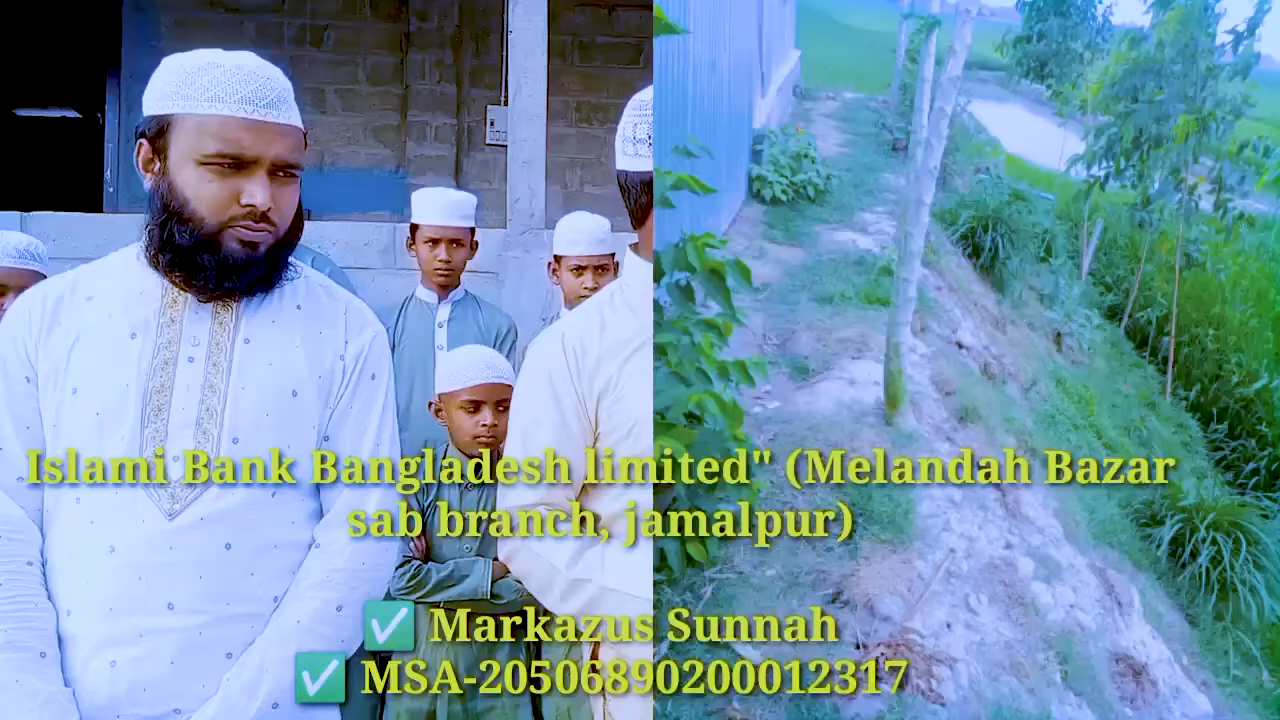 Islami Bank Bangladesh limited" (Melandah Bazar
sab branch, jamalpur)
✅ Markazus Sunnah
✅ MSA-20506890200012317